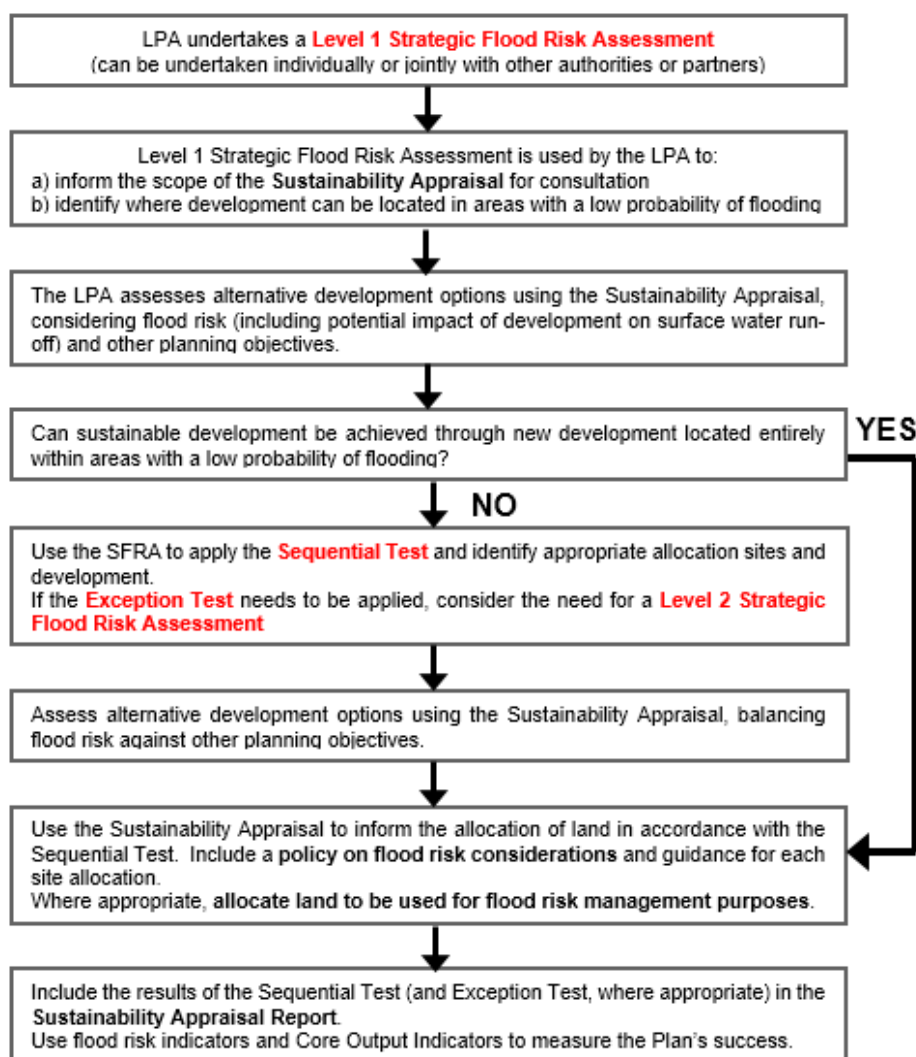 LPA undertakes a Level 1 Strategic Flood Risk Assessment
(can be undertaken individually or jointly with other authorities or partners)
Level 1 Strategic Flood Risk Assessment is used by the LPA to:
a) inform the scope of the Sustainability Appraisal for consultation
b) identify where development can be located in areas with a low probability of flooding
The LPA assesses alternative development options using the Sustainability Appraisal,
considering flood risk (including potential impact of development on surface water run-
off) and other planning objectives.
Can sustainable development be achieved through new development located entirely
within areas with a low probability of flooding?
YES
NO
Use the SFRA to apply the Sequential Test and identify appropriate allocation sites and
development.
If the Exception Test needs to be applied, consider the need for a Level 2 Strategic
Flood Risk Assessment
Assess alternative development options using the Sustainability Appraisal, balancing
flood risk against other planning objectives.
Use the Sustainability Appraisal to inform the allocation of land in accordance with the
Sequential Test. Include a policy on flood risk considerations and guidance for each
site allocation.
Where appropriate, allocate land to be used for flood risk management purposes.
Include the results of the Sequential Test (and Exception Test, where appropriate) in the
Sustainability Appraisal Report.
Use flood risk indicators and Core Output Indicators to measure the Plan's success.